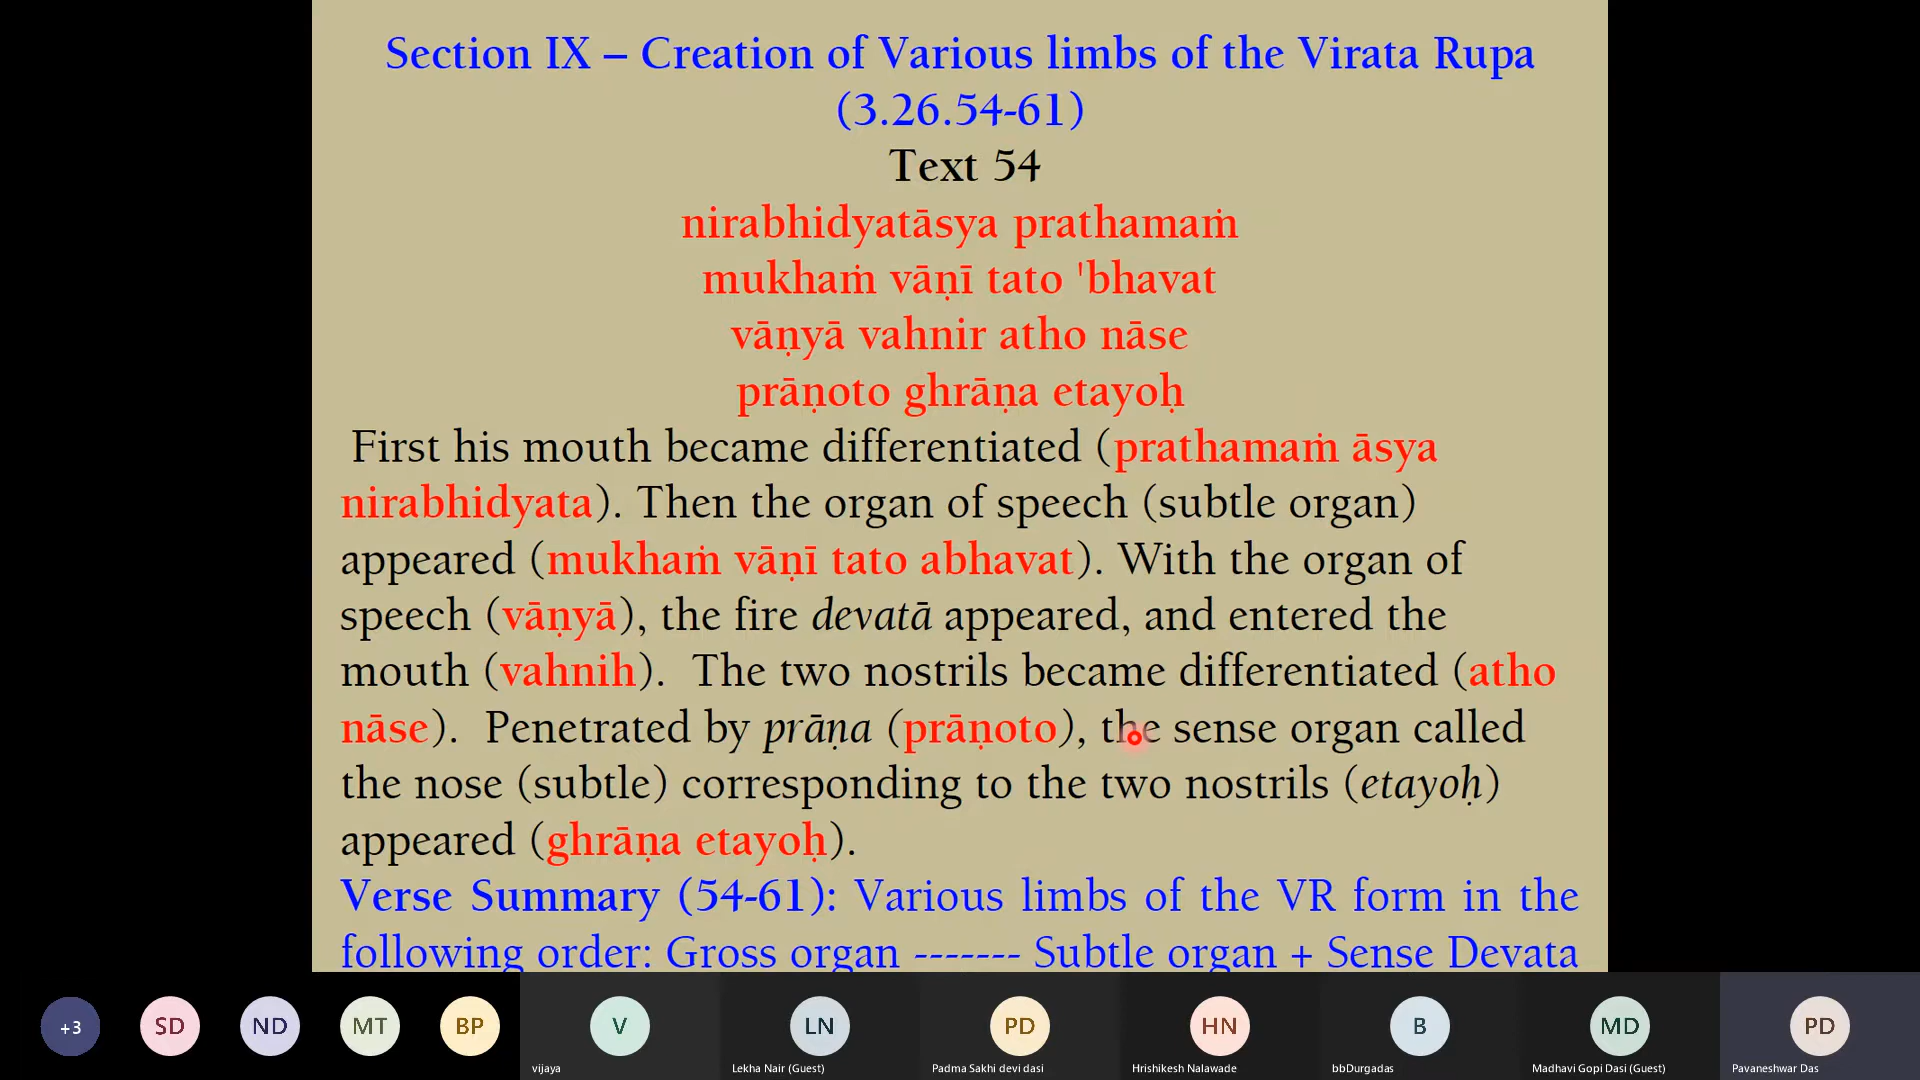 Section IX – Creation of Various limbs of the Virata Rupa
(3.26.54-61)
Text 54
nirabhidyatāsya prathamaṁ
mukhaṁ vāṇī tato 'bhavat
vāṇyā vahnir atho nāse
prāṇoto ghrāṇa etayoḥ
First his mouth became differentiated (prathamaṁ āsya
nirabhidyata). Then the organ of speech (subtle organ)
appeared (mukhaṁ vāṇī tato abhavat). With the organ of
speech (vāṇyā), the fire devatā appeared, and entered the
mouth (vahnih).  The two nostrils became differentiated (atho
nāse).  Penetrated by prāṇa (prāṇoto), the sense organ called
the nose (subtle) corresponding to the two nostrils (etayoḥ)
appeared (ghrāṇa etayoḥ).
Verse Summary (54-61): Various limbs of the VR form in the
following order: Gross organ ------- Subtle organ + Sense Devata
+3
SD
ND
MT
BP
V
LN
PD
HN
B
MD
PD
vijaya
Lekha Nair (Guest)
Padma Sakhi devi dasi
Hrishikesh Nalawade
bbDurgadas
Madhavi Gopi Dasi (Guest)
Pavaneshwar Das